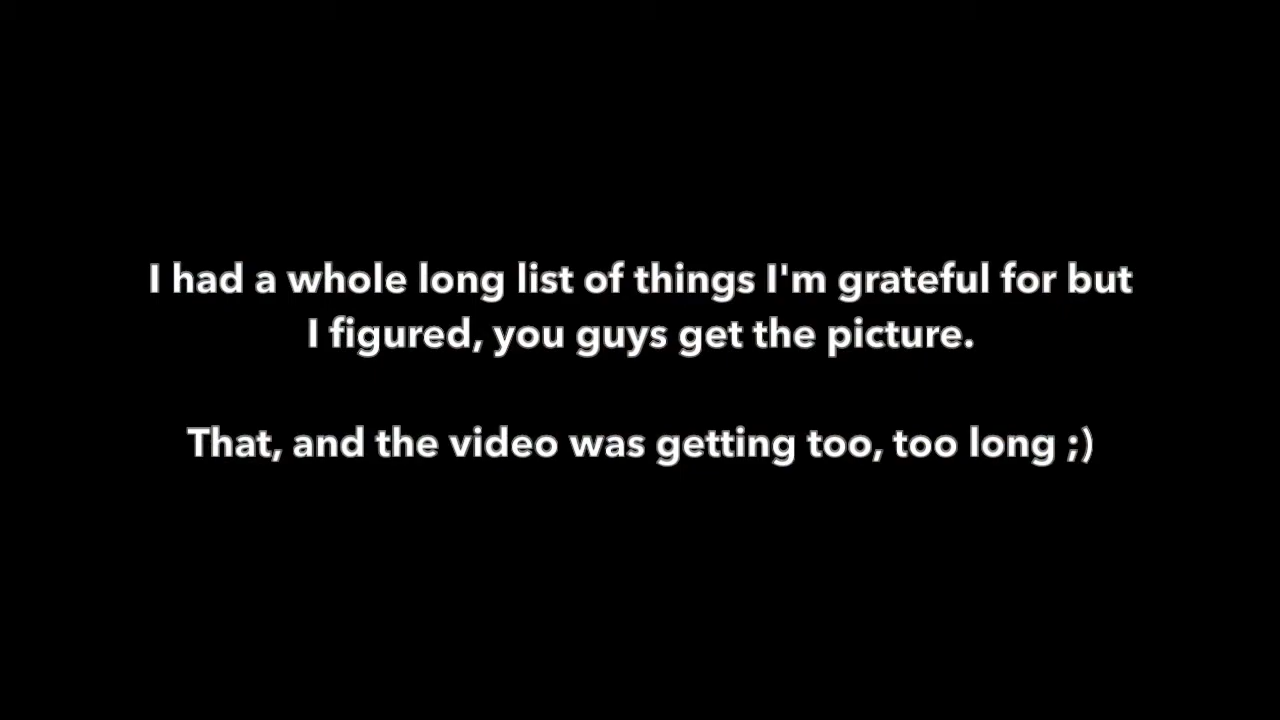 I had a whole long list of things I'm grateful for but
I figured, you guys get the picture.
That, and the video was getting too, too long ;)